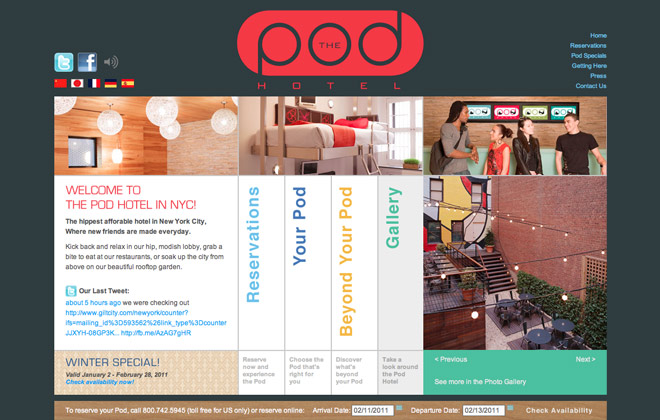 THE
pod
HOTEL
Home
Reservations
Pod Specials
Getting Here
Press
Contact Us
WELCOME TO
THE POD HOTEL IN NYC!
The hippest afforable hotel in New York City,
Where new friends are made everyday.
Kick back and relax in our hip, modish lobby, grab a
bite to eat at our restaurants, or soak up the city from
above on our beautiful rooftop garden.
Our Last Tweet:
about 5 hours ago we were checking out
http://www.giltcity.com/newyork/counter?
ifs=mailing_id%3D593562%26link_type%3Dcounter
JJXYH-08GP3K... http://fb.me/AzAG7gHR
Reservations
Your Pod
Beyond Your Pod
Gallery
WINTER SPECIAL!
Valid January 2 - February 28, 2011
Check availability now!
Reserve
now and
experience
the Pod
Choose the
Pod that's
right for
you
Discover
what's
beyond
your Pod
Take a
look around
the Pod
Hotel
< Previous
Next >
See more in the Photo Gallery
To reserve your Pod, call 800.742.5945 (toll free for US only) or reserve online:
Arrival Date: 02/11/2011
Departure Date: 02/13/2011
Check Availability